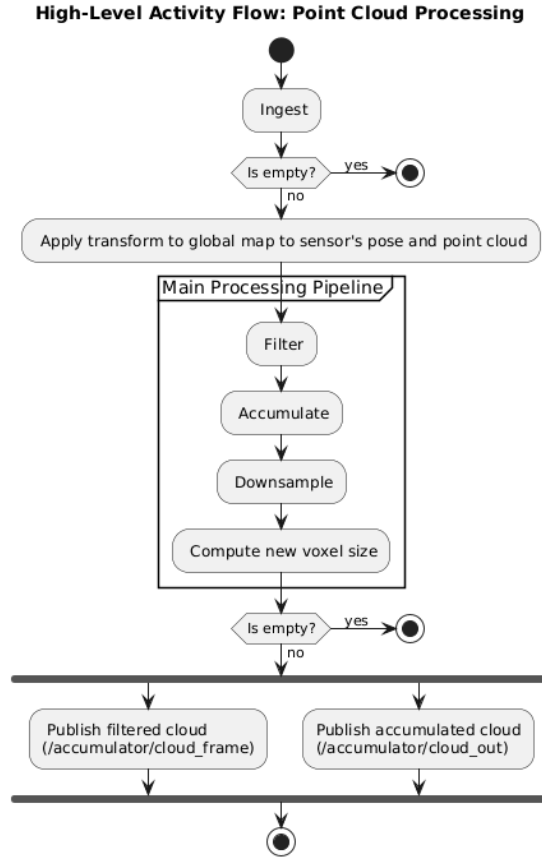 High-Level Activity Flow: Point Cloud Processing
Ingest
Is empty?
yes
no
Apply transform to global map to sensor's pose and point cloud
Main Processing Pipeline
Filter
Accumulate
Downsample
Compute new voxel size
Is empty?
yes
no
Publish filtered cloud
(/accumulator/cloud_frame)
Publish accumulated cloud
(/accumulator/cloud_out)